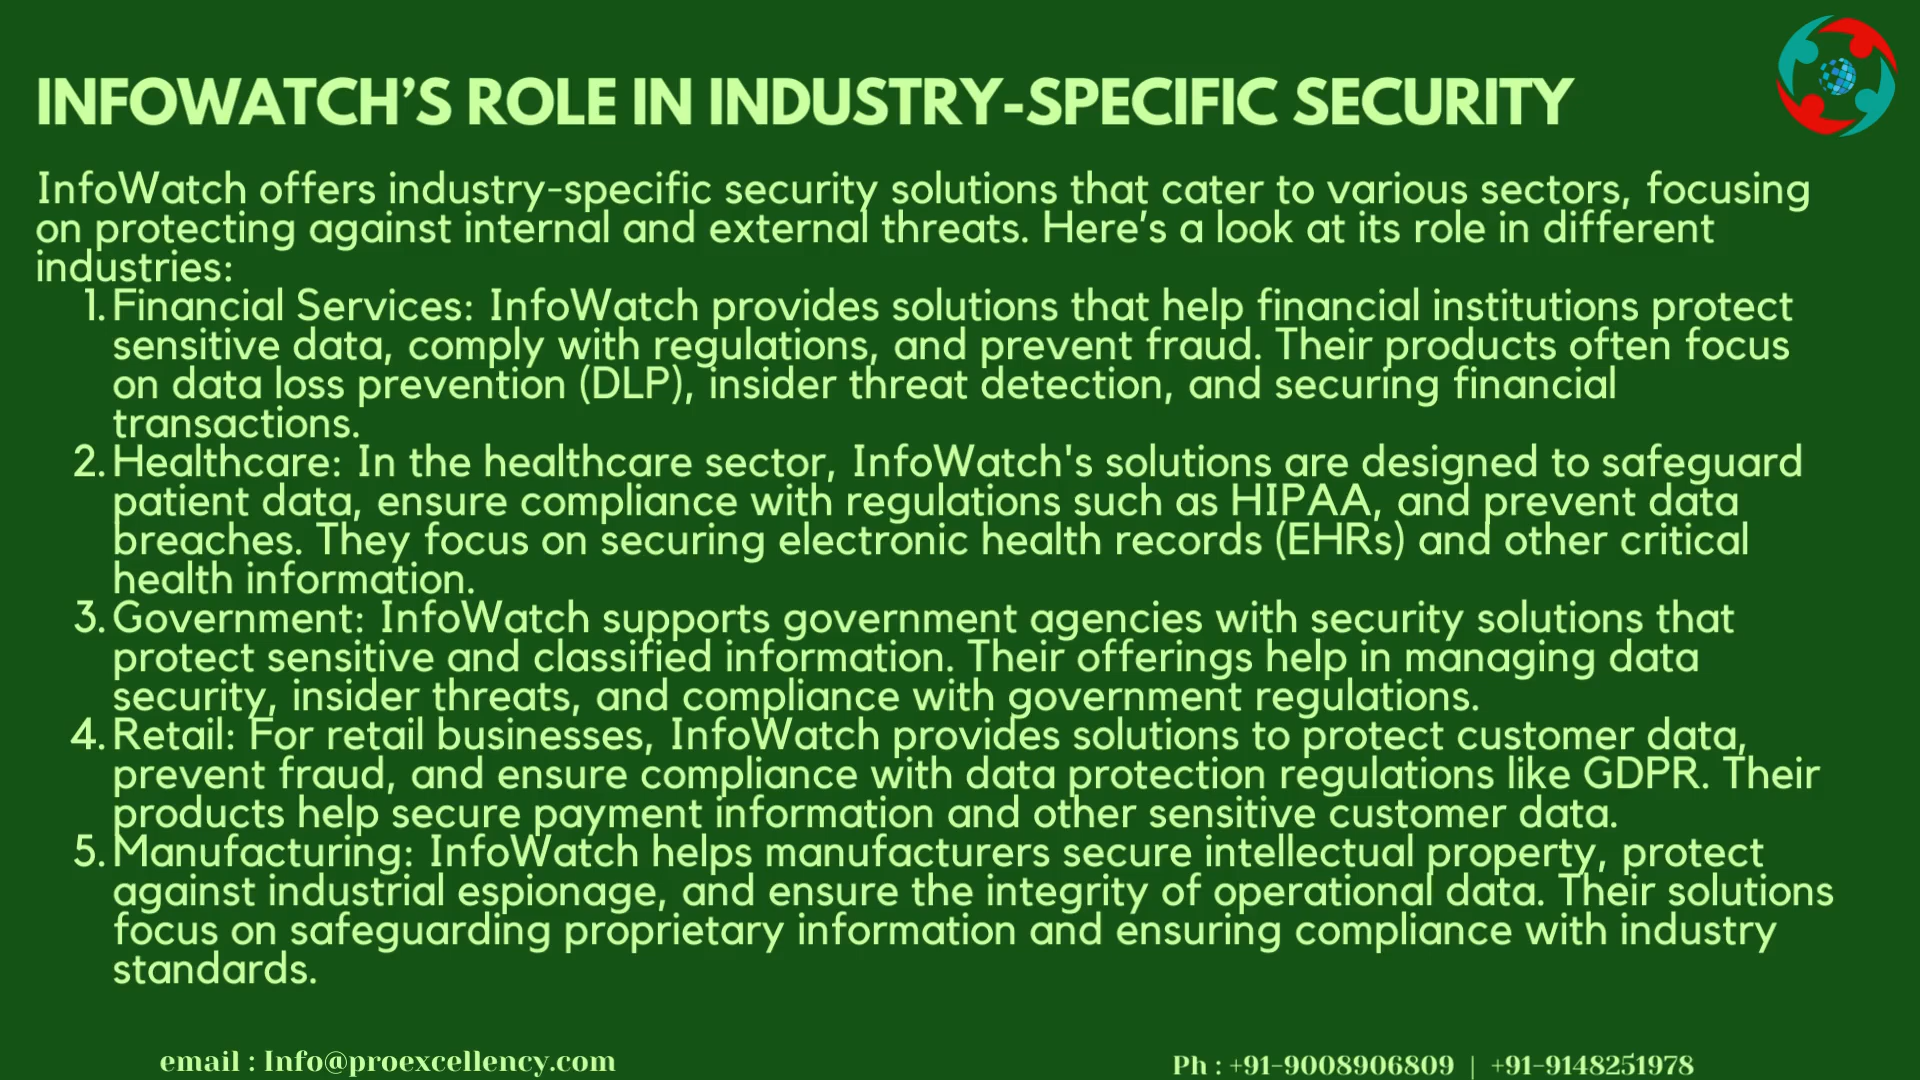 INFOWATCH’S ROLE IN INDUSTRY-SPECIFIC SECURITY
InfoWatch offers industry-specific security solutions that cater to various sectors, focusing
on protecting against internal and external threats. Here’s a look at its role in different
industries:
1. Financial Services: InfoWatch provides solutions that help financial institutions protect
sensitive data, comply with regulations, and prevent fraud. Their products often focus
on data loss prevention (DLP), insider threat detection, and securing financial
transactions.
2. Healthcare: In the healthcare sector, InfoWatch's solutions are designed to safeguard
patient data, ensure compliance with regulations such as HIPAA, and prevent data
breaches. They focus on securing electronic health records (EHRs) and other critical
health information.
3. Government: InfoWatch supports government agencies with security solutions that
protect sensitive and classified information. Their offerings help in managing data
security, insider threats, and compliance with government regulations.
4. Retail: For retail businesses, InfoWatch provides solutions to protect customer data,
prevent fraud, and ensure compliance with data protection regulations like GDPR. Their
products help secure payment information and other sensitive customer data.
5. Manufacturing: InfoWatch helps manufacturers secure intellectual property, protect
against industrial espionage, and ensure the integrity of operational data. Their solutions
focus on safeguarding proprietary information and ensuring compliance with industry
standards.
email : Info@proexcellency.com
Ph : +91-9008906809 | +91-9148251978